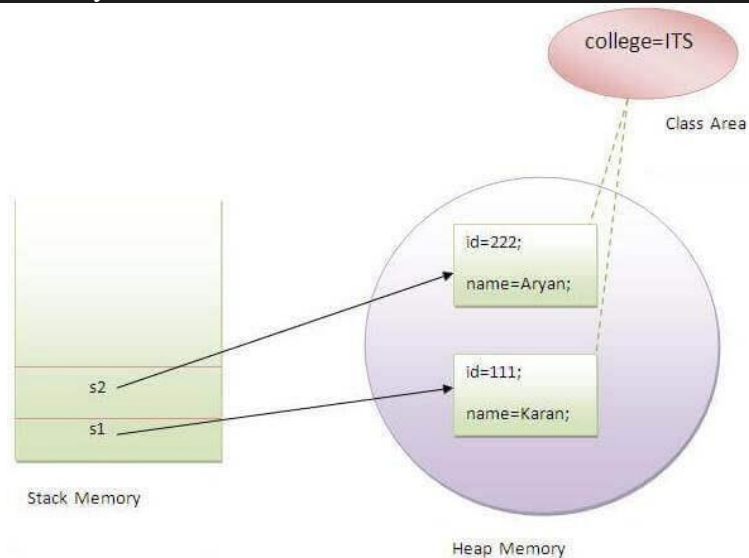 college=ITS
Class Area
id=222;
name=Aryan;
id=111;
name=Karan;
s2
s1
Stack Memory
Heap Memory